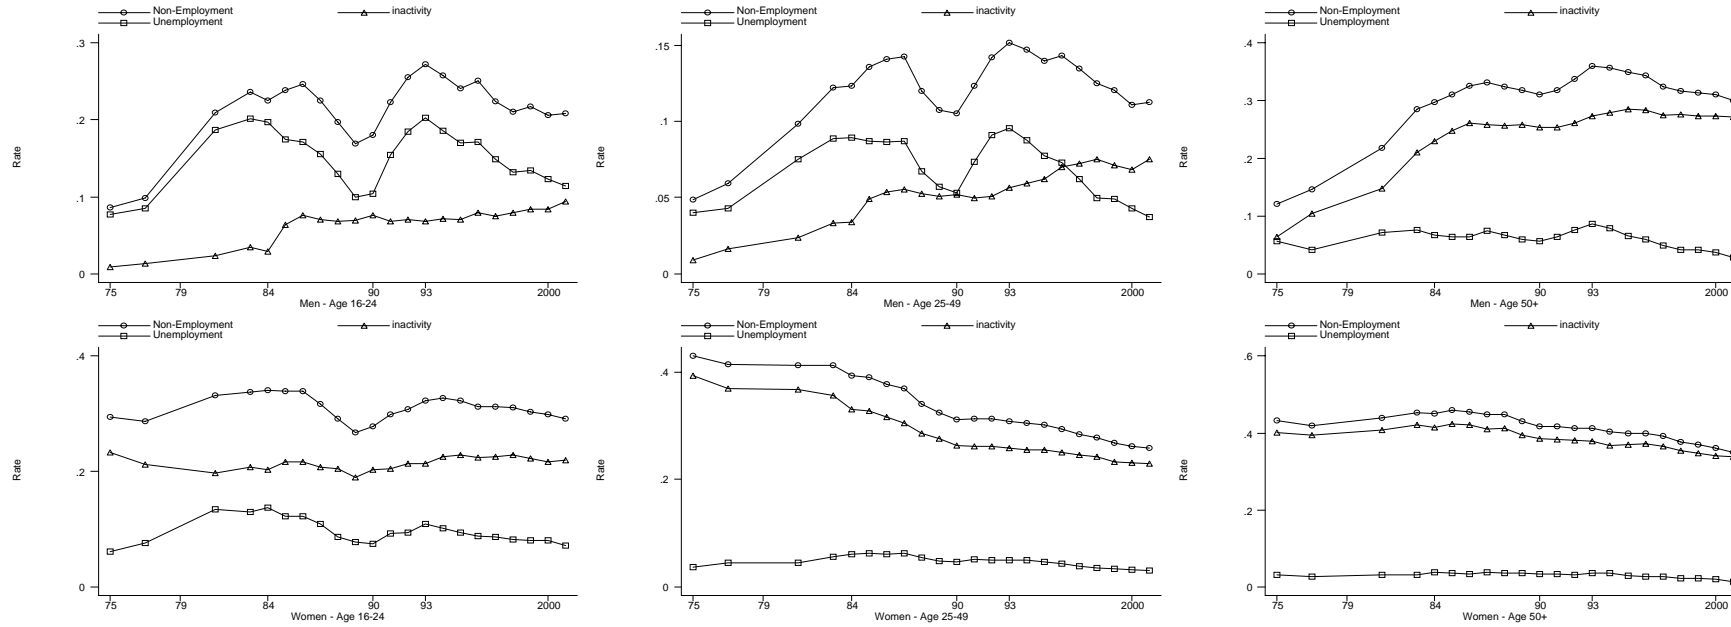 Non-Employment inactivity
Unemployment
Rate
.3
.2
.1
0
75 79 84 90 93 2000
Men - Age 16-24
Non-Employment inactivity
Unemployment
Rate
.15
.1
.05
0
75 79 84 90 93 2000
Men - Age 25-49
Non-Employment inactivity
Unemployment
Rate
.4
.3
.2
.1
0
75 79 84 90 93 2000
Men - Age 50+
Non-Employment inactivity
Unemployment
Rate
.4
.2
0
75 79 84 90 93 2000
Women - Age 16-24
Non-Employment inactivity
Unemployment
Rate
.4
.2
0
75 79 84 90 93 2000
Women - Age 25-49
Non-Employment inactivity
Unemployment
Rate
.6
.4
.2
0
75 79 84 90 93 2000
Women - Age 50+